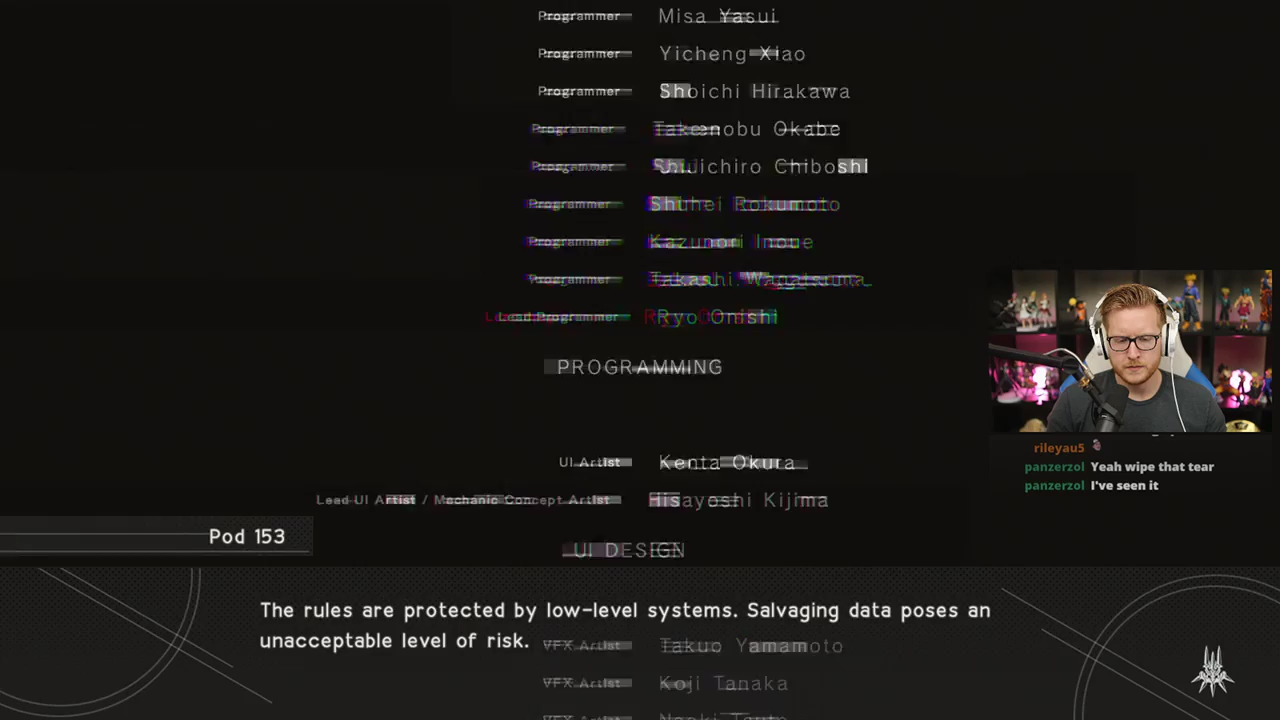 Programmer Misa Yasui
Programmer Yicheng Xiao
Programmer Shoichi Hirakawa
Programmer Takenobu Okabe
Programmer Shuichiro Chiboshi
Programmer Shuhei Rokumoto
Programmer Kazunori Inoue
Programmer Takashi Wagatsuma
Lead Programmer Ryo Onishi
PROGRAMMING
UI Artist Kenta Okura
Lead UI Artist / Mechanic Concept Artist Hisayoshi Kijima
UI DESIGN
rileyau5
panzerzol Yeah wipe that tear
panzerzol I've seen it
Pod 153
The rules are protected by low-level systems. Salvaging data poses an
unacceptable level of risk.
VFX Artist Takuo Yamamoto
VFX Artist Koji Tanaka